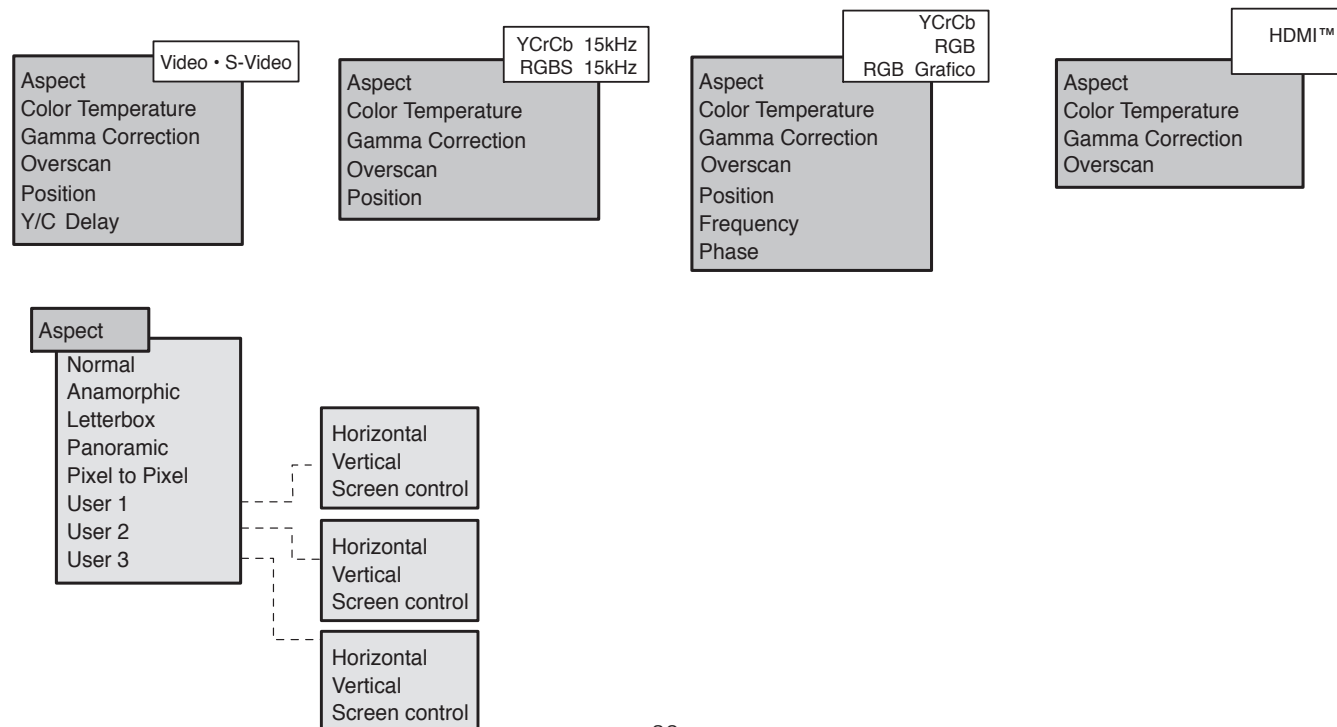 Video • S-Video
Aspect
Color Temperature
Gamma Correction
Overscan
Position
Y/C Delay
YCrCb 15kHz
RGBS 15kHz
Aspect
Color Temperature
Gamma Correction
Overscan
Position
YCrCb
RGB
RGB Grafico
Aspect
Color Temperature
Gamma Correction
Overscan
Position
Frequency
Phase
HDMI™
Aspect
Color Temperature
Gamma Correction
Overscan
Aspect
Normal
Anamorphic
Letterbox
Panoramic
Pixel to Pixel
User 1
User 2
User 3
Horizontal
Vertical
Screen control
Horizontal
Vertical
Screen control
Horizontal
Vertical
Screen control